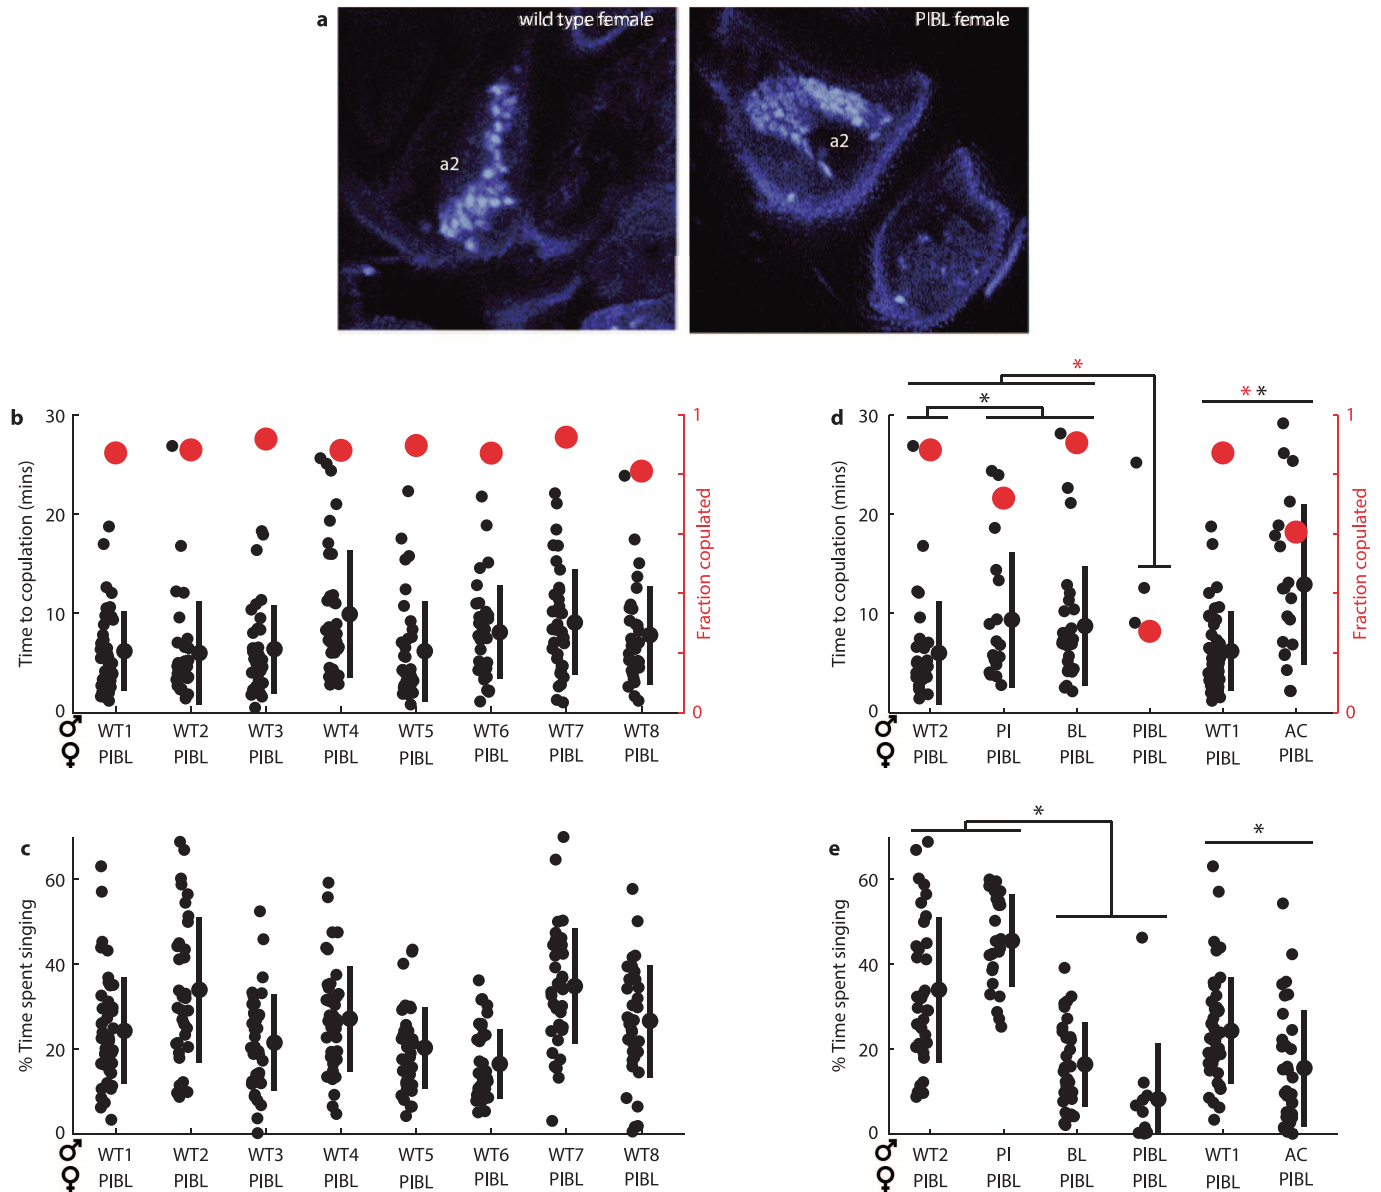 a
wild type female
PIBL female
a2
a2
b
30
20
10
0
Time to copulation (mins)
1
0
Fraction copulated
♂ WT1 WT2 WT3 WT4 WT5 WT6 WT7 WT8
♀ PIBL PIBL PIBL PIBL PIBL PIBL PIBL PIBL
d
*
*
* *
30
20
10
0
Time to copulation (mins)
1
0
Fraction copulated
♂ WT2 PI BL PIBL WT1 AC
♀ PIBL PIBL PIBL PIBL PIBL PIBL
c
60
40
20
0
% Time spent singing
♂ WT1 WT2 WT3 WT4 WT5 WT6 WT7 WT8
♀ PIBL PIBL PIBL PIBL PIBL PIBL PIBL PIBL
e
*
*
60
40
20
0
% Time spent singing
♂ WT2 PI BL PIBL WT1 AC
♀ PIBL PIBL PIBL PIBL PIBL PIBL